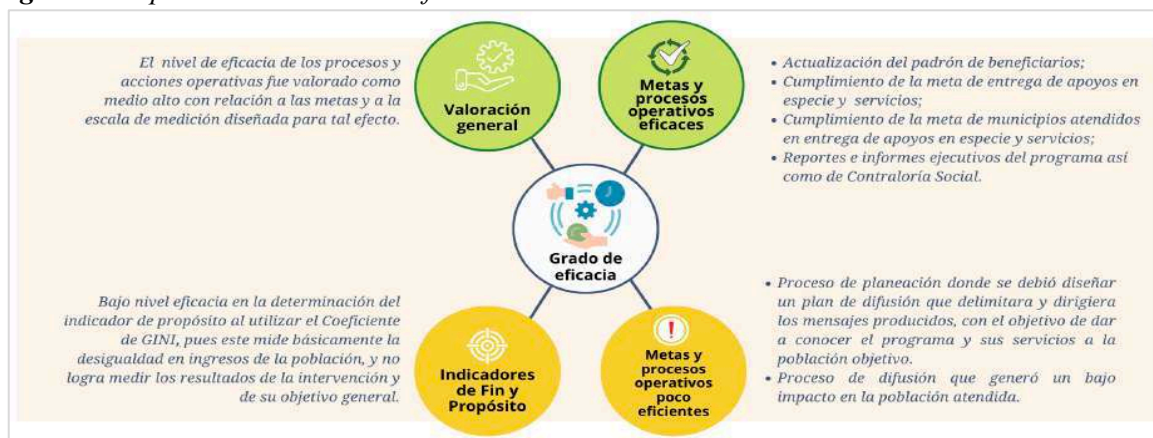 El nivel de eficacia de los procesos y
acciones operativas fue valorado como
medio alto con relación a las metas y a la
escala de medición diseñada para tal efecto.
Valoración
general
Metas y
procesos
operativos
eficaces
• Actualización del padrón de beneficiarios;
• Cumplimiento de la meta de entrega de apoyos en
especie y servicios;
• Cumplimiento de la meta de municipios atendidos
en entrega de apoyos en especie y servicios;
• Reportes e informes ejecutivos del programa así
como de Contraloría Social.
Grado de
eficacia
Bajo nivel eficacia en la determinación del
indicador de propósito al utilizar el Coeficiente
de GINI, pues este mide básicamente la
desigualdad en ingresos de la población, y no
logra medir los resultados de la intervención y
de su objetivo general.
Indicadores
de Fin y
Propósito
Metas y
procesos
operativos
poco
eficientes
• Proceso de planeación donde se debió diseñar
un plan de difusión que delimitara y dirigiera
los mensajes producidos, con el objetivo de dar
a conocer el programa y sus servicios a la
población objetivo.
• Proceso de difusión que generó un bajo
impacto en la población atendida.